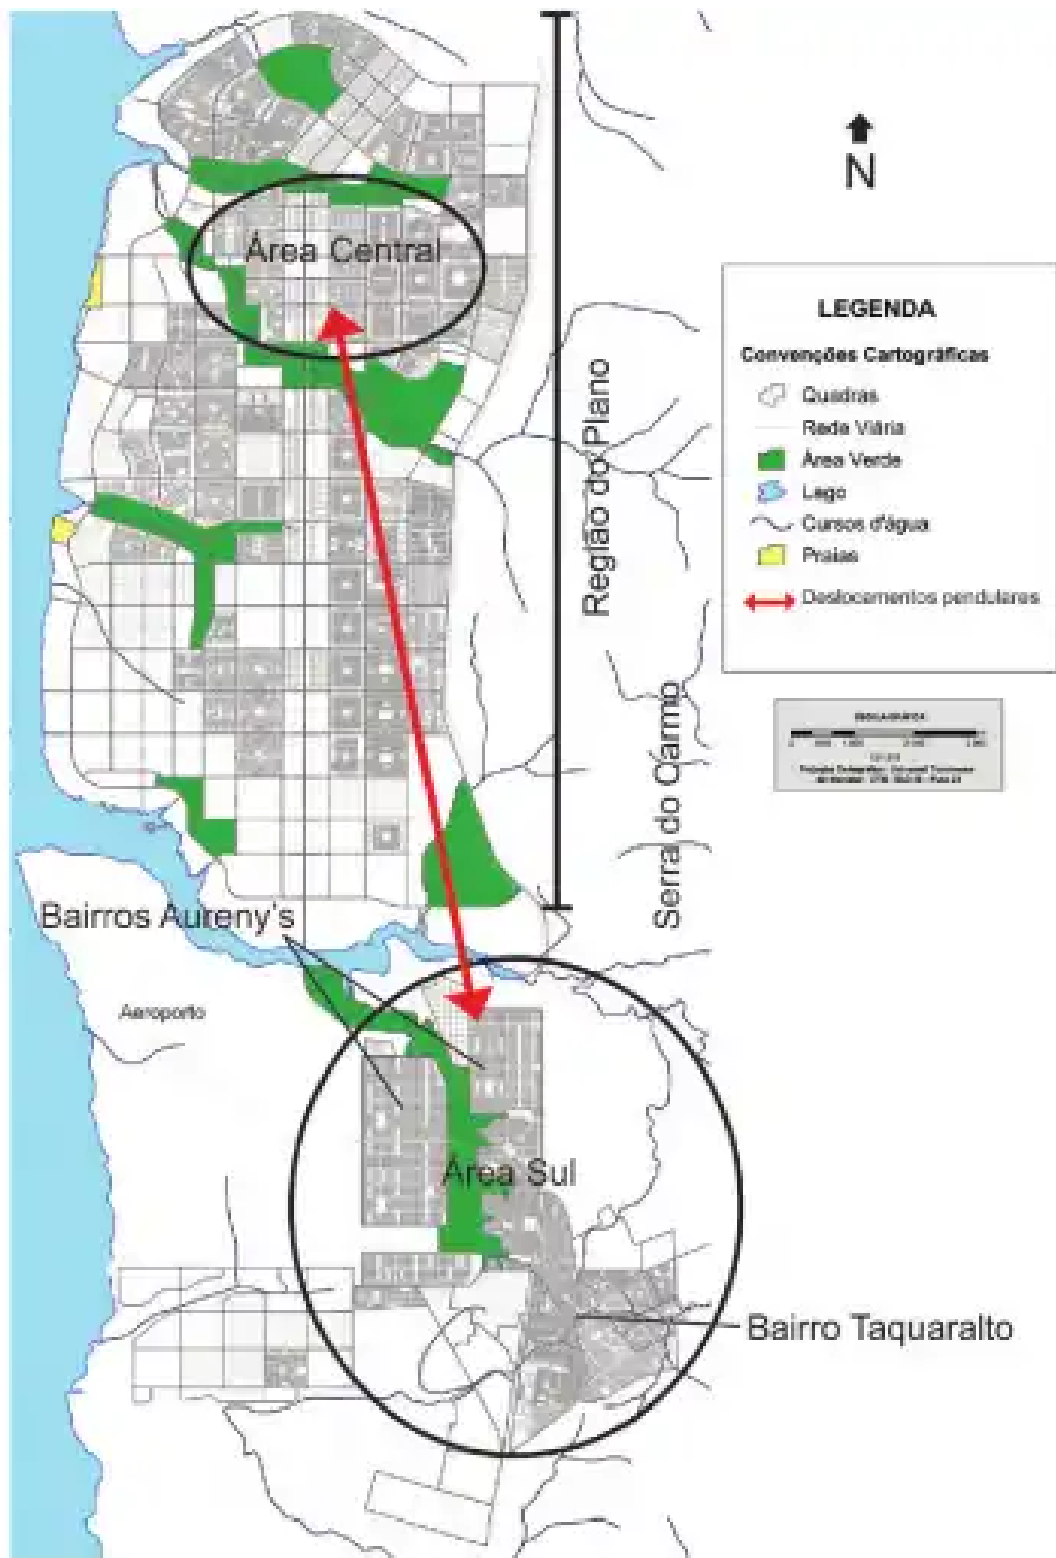 N
Área Central
LEGENDA
Convenções Cartográficas
Quadras
Rede Viária
Área Verde
Lago
Cursos d'água
Praias
Deslocamentos pendulares
Região do Plano
Serra do Carmo
Bairros Aureny's
Aeroporto
Área Sul
Bairro Taquaralto